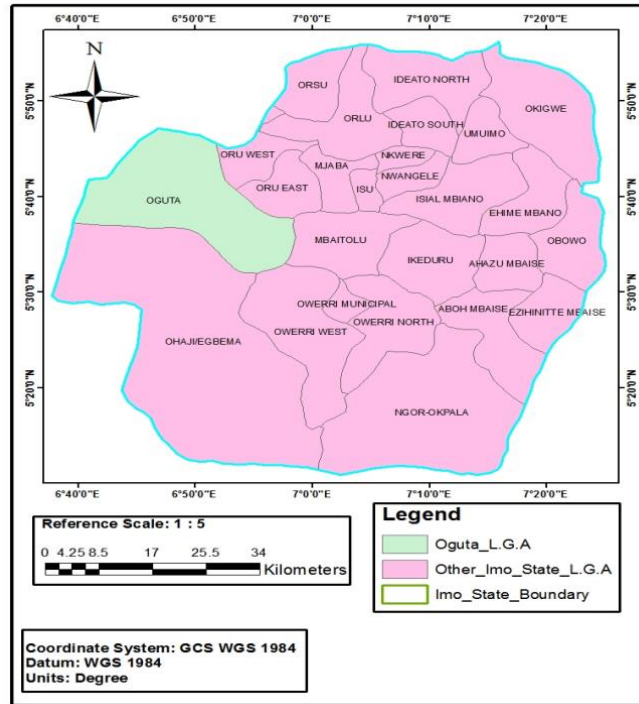 6°40'0"E 6°50'0"E 7°0'0"E 7°10'0"E 7°20'0"E
N
5°50'0"N
5°40'0"N
5°30'0"N
5°20'0"N
5°50'0"N
5°40'0"N
5°30'0"N
5°20'0"N
ORSU
IDEATO NORTH
OKIGWE
ORLU
IDEATO SOUTH
UMUIMO
ORU WEST
MJABA
NKWERE
NWANGELE
ORU EAST
ISU
ISIAL MBIANO
OGUTA
EHIME MBANO
MBAITOLU
OBOWO
IKEDURU
AHAZU MBAISE
OWERRI MUNICIPAL
ABOH MBAISE
EZIHINITTE MBAISE
OWERRI WEST
OWERRI NORTH
OHAJI/EGBEMA
NGOR-OKPALA
6°40'0"E 6°50'0"E 7°0'0"E 7°10'0"E 7°20'0"E
Reference Scale: 1 : 5
0 4.25 8.5 17 25.5 34
Kilometers
Legend
Oguta_L.G.A
Other_Imo_State_L.G.A
Imo_State_Boundary
Coordinate System: GCS WGS 1984
Datum: WGS 1984
Units: Degree